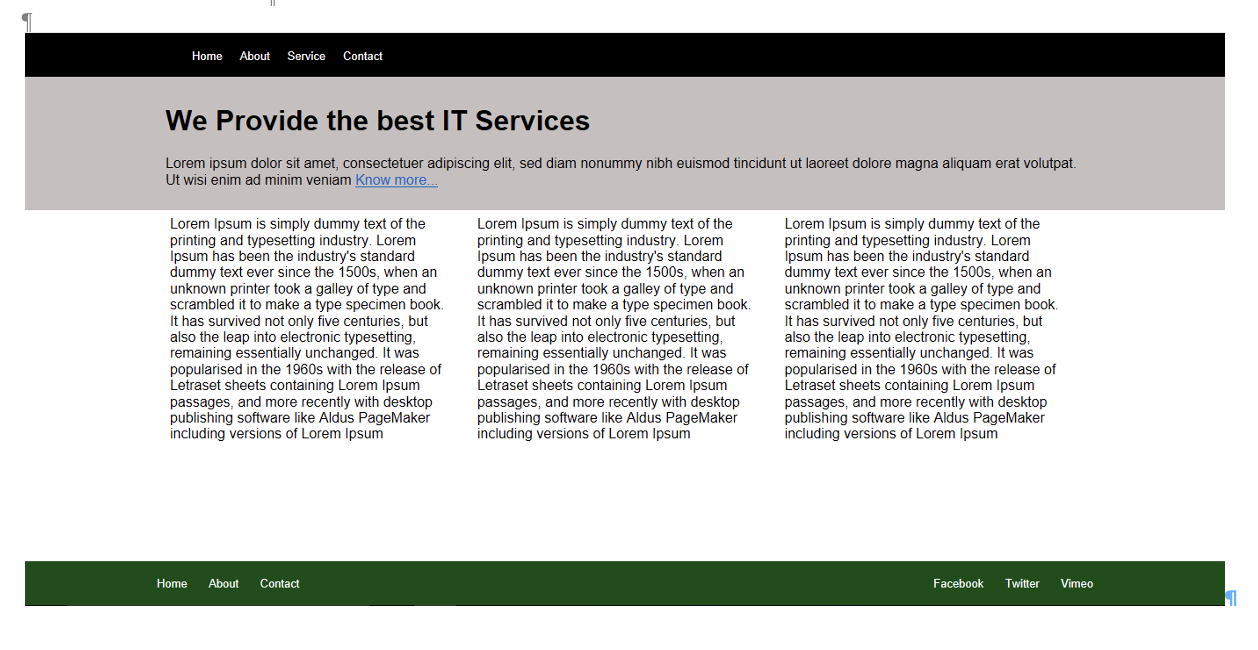 ¶
Home About Service Contact
We Provide the best IT Services
Lorem ipsum dolor sit amet, consectetuer adipiscing elit, sed diam nonummy nibh euismod tincidunt ut laoreet dolore magna aliquam erat volutpat.
Ut wisi enim ad minim veniam Know more...
Lorem Ipsum is simply dummy text of the
printing and typesetting industry. Lorem
Ipsum has been the industry's standard
dummy text ever since the 1500s, when an
unknown printer took a galley of type and
scrambled it to make a type specimen book.
It has survived not only five centuries, but
also the leap into electronic typesetting,
remaining essentially unchanged. It was
popularised in the 1960s with the release of
Letraset sheets containing Lorem Ipsum
passages, and more recently with desktop
publishing software like Aldus PageMaker
including versions of Lorem Ipsum
Lorem Ipsum is simply dummy text of the
printing and typesetting industry. Lorem
Ipsum has been the industry's standard
dummy text ever since the 1500s, when an
unknown printer took a galley of type and
scrambled it to make a type specimen book.
It has survived not only five centuries, but
also the leap into electronic typesetting,
remaining essentially unchanged. It was
popularised in the 1960s with the release of
Letraset sheets containing Lorem Ipsum
passages, and more recently with desktop
publishing software like Aldus PageMaker
including versions of Lorem Ipsum
Lorem Ipsum is simply dummy text of the
printing and typesetting industry. Lorem
Ipsum has been the industry's standard
dummy text ever since the 1500s, when an
unknown printer took a galley of type and
scrambled it to make a type specimen book.
It has survived not only five centuries, but
also the leap into electronic typesetting,
remaining essentially unchanged. It was
popularised in the 1960s with the release of
Letraset sheets containing Lorem Ipsum
passages, and more recently with desktop
publishing software like Aldus PageMaker
including versions of Lorem Ipsum
Home About Contact Facebook Twitter Vimeo ¶